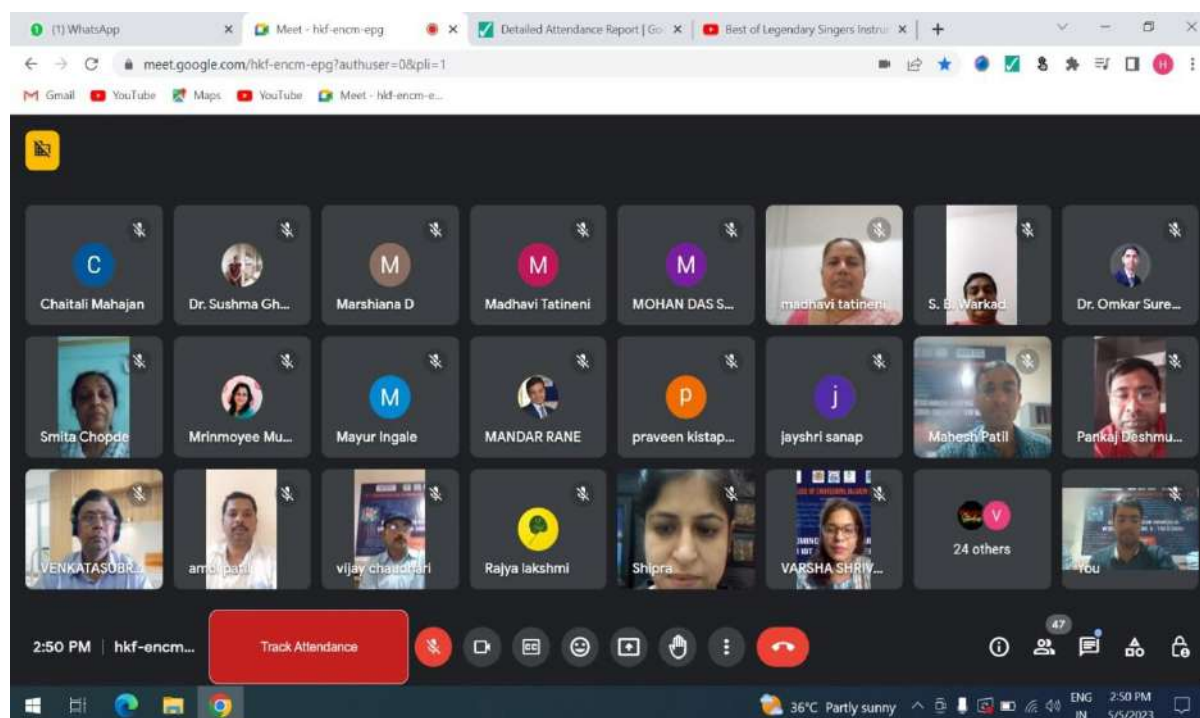 (1) WhatsApp
Meet - hkf-encm-epg
Detailed Attendance Report | Go
Best of Legendary Singers Instru
meet.google.com/hkf-encm-epg?authuser=0&pli=1
H
Gmail YouTube Maps YouTube Meet - hkf-encm-e...
C M M M
Chaitali Mahajan Dr. Sushma Gh... Marshiana D Madhavi Tatineni MOHAN DAS S... madhavi tatineni S. B. Warkad Dr. Omkar Sure...
M p j
Smita Chopde Mrinmoyee Mu... Mayur Ingale MANDAR RANE praveen kistap... jayshri sanap Mahesh Patil Pankaj Deshmu...
V
24 others
VENKATASUBR... amol patil vijay chaudhari Rajya lakshmi Shipra VARSHA SHRIV... You
47
2:50 PM | hkf-encm... Track Attendance
36°C Partly sunny ENG 2:50 PM
IN 5/5/2023